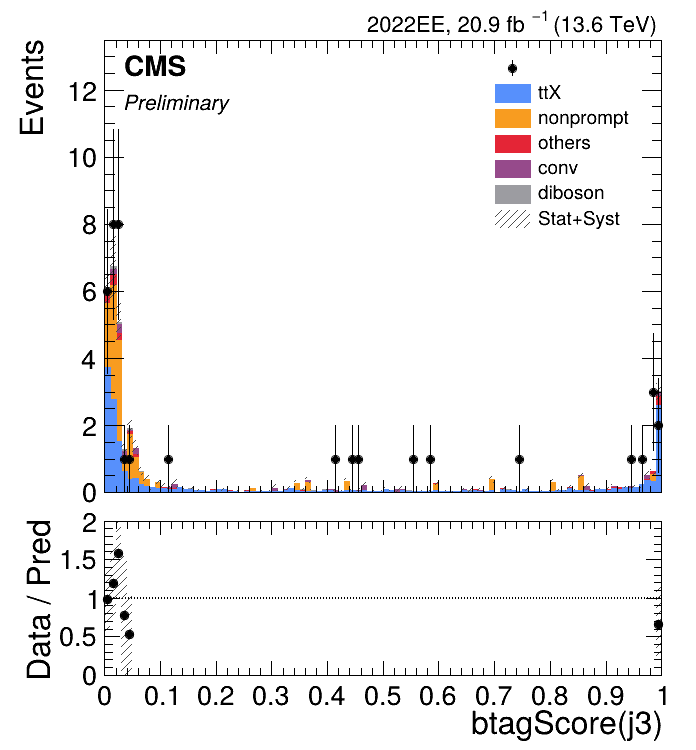 2022EE, 20.9 fb⁻¹ (13.6 TeV)
Events
CMS
Preliminary
ttX
nonprompt
others
conv
diboson
Stat+Syst
12
10
8
6
4
2
0
Data / Pred
2
1.5
1
0.5
0
0 0.1 0.2 0.3 0.4 0.5 0.6 0.7 0.8 0.9 1
btagScore(j3)